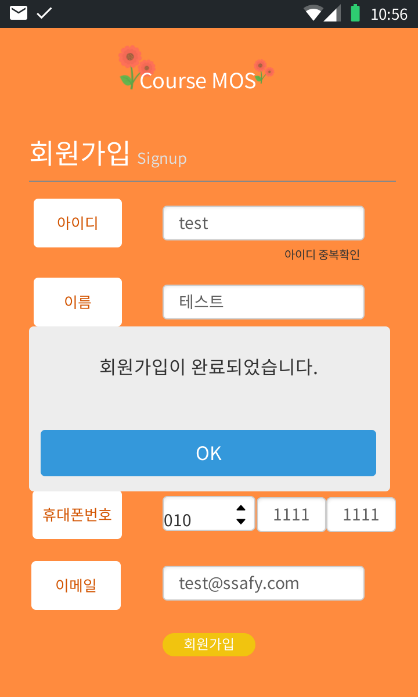 10:56
Course MOS
회원가입 Signup
아이디 test
아이디 중복확인
이름 테스트
회원가입이 완료되었습니다.
OK
휴대폰번호 010 1111 1111
이메일 test@ssafy.com
회원가입